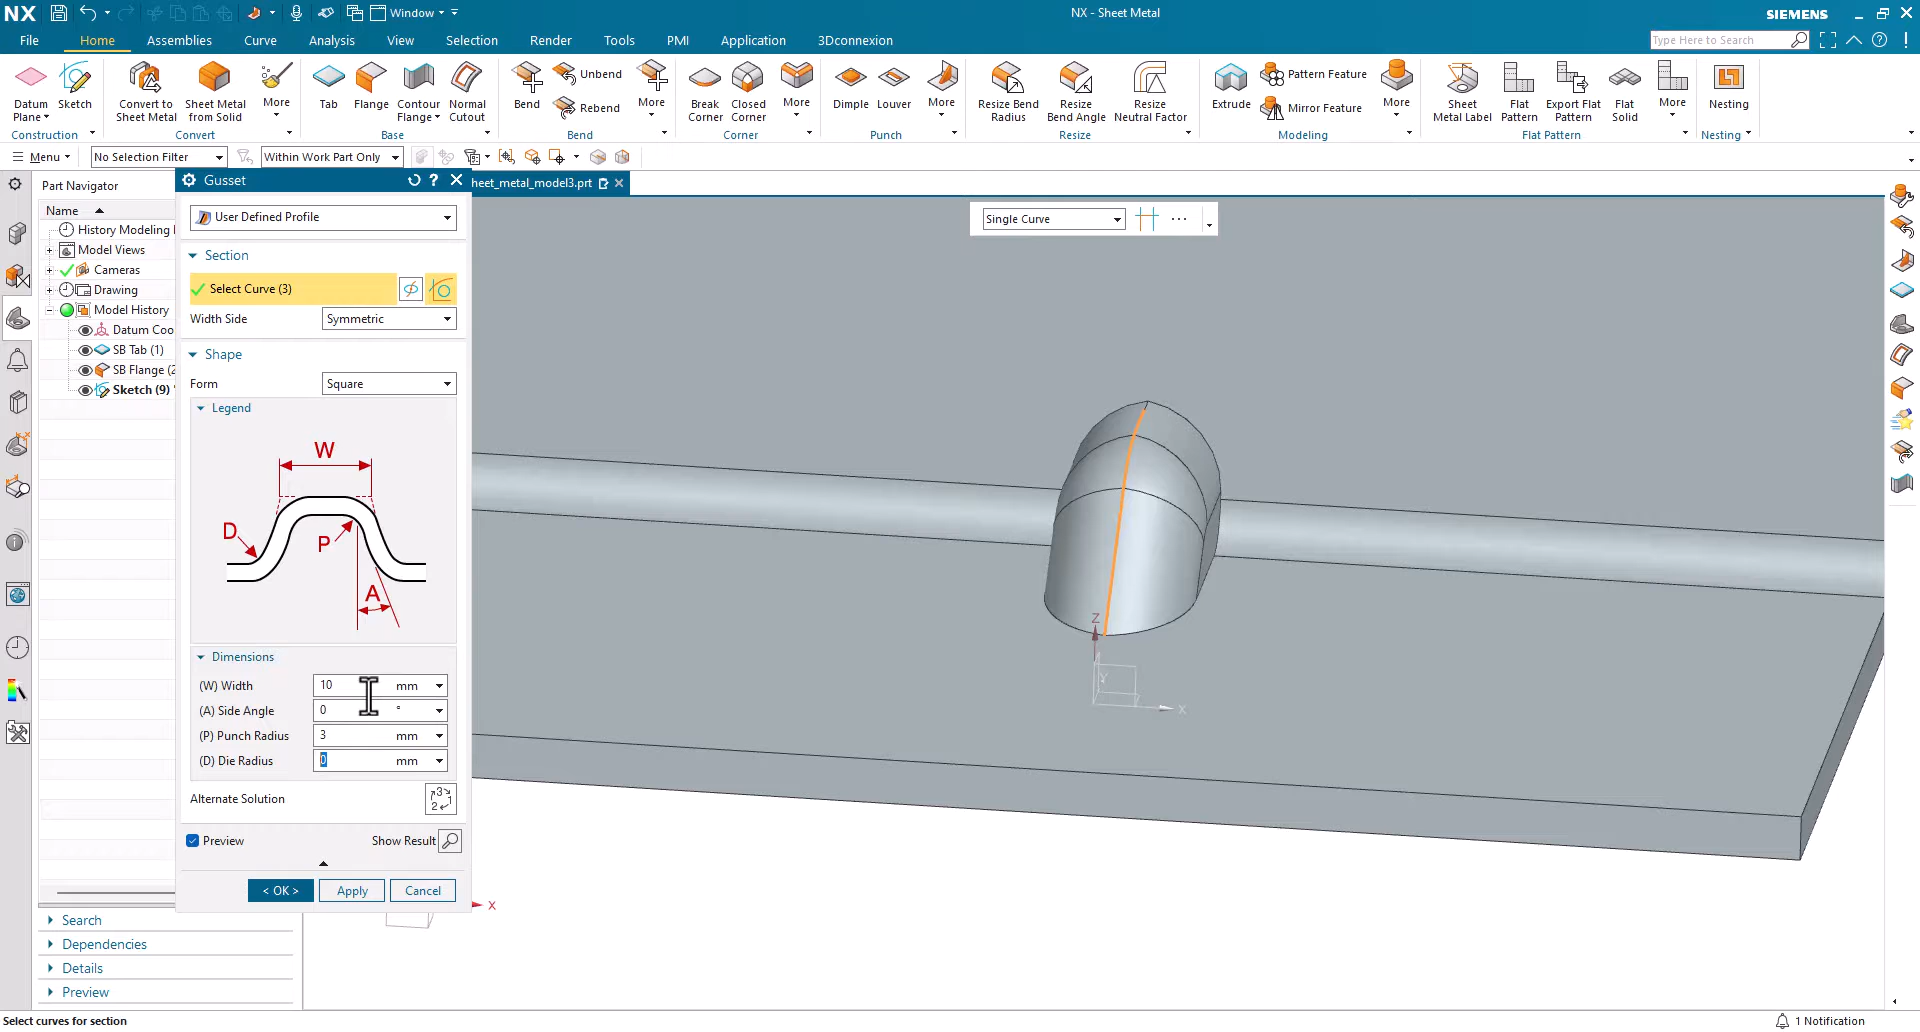 NX
Window
NX - Sheet Metal
SIEMENS
File
Home
Assemblies
Curve
Analysis
View
Selection
Render
Tools
PMI
Application
3Dconnexion
Type Here to Search
Datum Plane
Sketch
Convert to Sheet Metal
Sheet Metal from Solid
More
Tab
Flange
Contour Flange
Normal Cutout
Bend
Unbend
Rebend
More
Break Corner
Closed Corner
More
Dimple
Louver
More
Resize Bend Radius
Resize Bend Angle
Resize Neutral Factor
Extrude
Pattern Feature
Mirror Feature
More
Sheet Metal Label
Flat Pattern
Export Flat Pattern
Flat Solid
More
Nesting
Construction
Convert
Base
Bend
Corner
Punch
Resize
Modeling
Flat Pattern
Nesting
Menu
No Selection Filter
Within Work Part Only
Part Navigator
Gusset
heet_metal_model3.prt
Name
History Modeling
Model Views
Cameras
Drawing
Model History
Datum Coo
SB Tab (1)
SB Flange (2
Sketch (9)
User Defined Profile
Section
Select Curve (3)
Width Side
Symmetric
Shape
Form
Square
Legend
W
D
P
A
Dimensions
(W) Width
10
mm
(A) Side Angle
0
°
(P) Punch Radius
3
mm
(D) Die Radius
0
mm
Alternate Solution
Preview
Show Result
< OK >
Apply
Cancel
Single Curve
Z
Y
X
X
Search
Dependencies
Details
Preview
Select curves for section
1 Notification